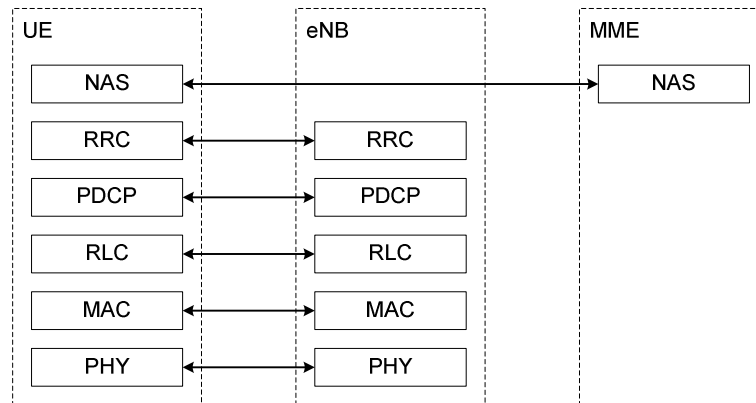 UE
eNB
MME
NAS
NAS
RRC
RRC
PDCP
PDCP
RLC
RLC
MAC
MAC
PHY
PHY